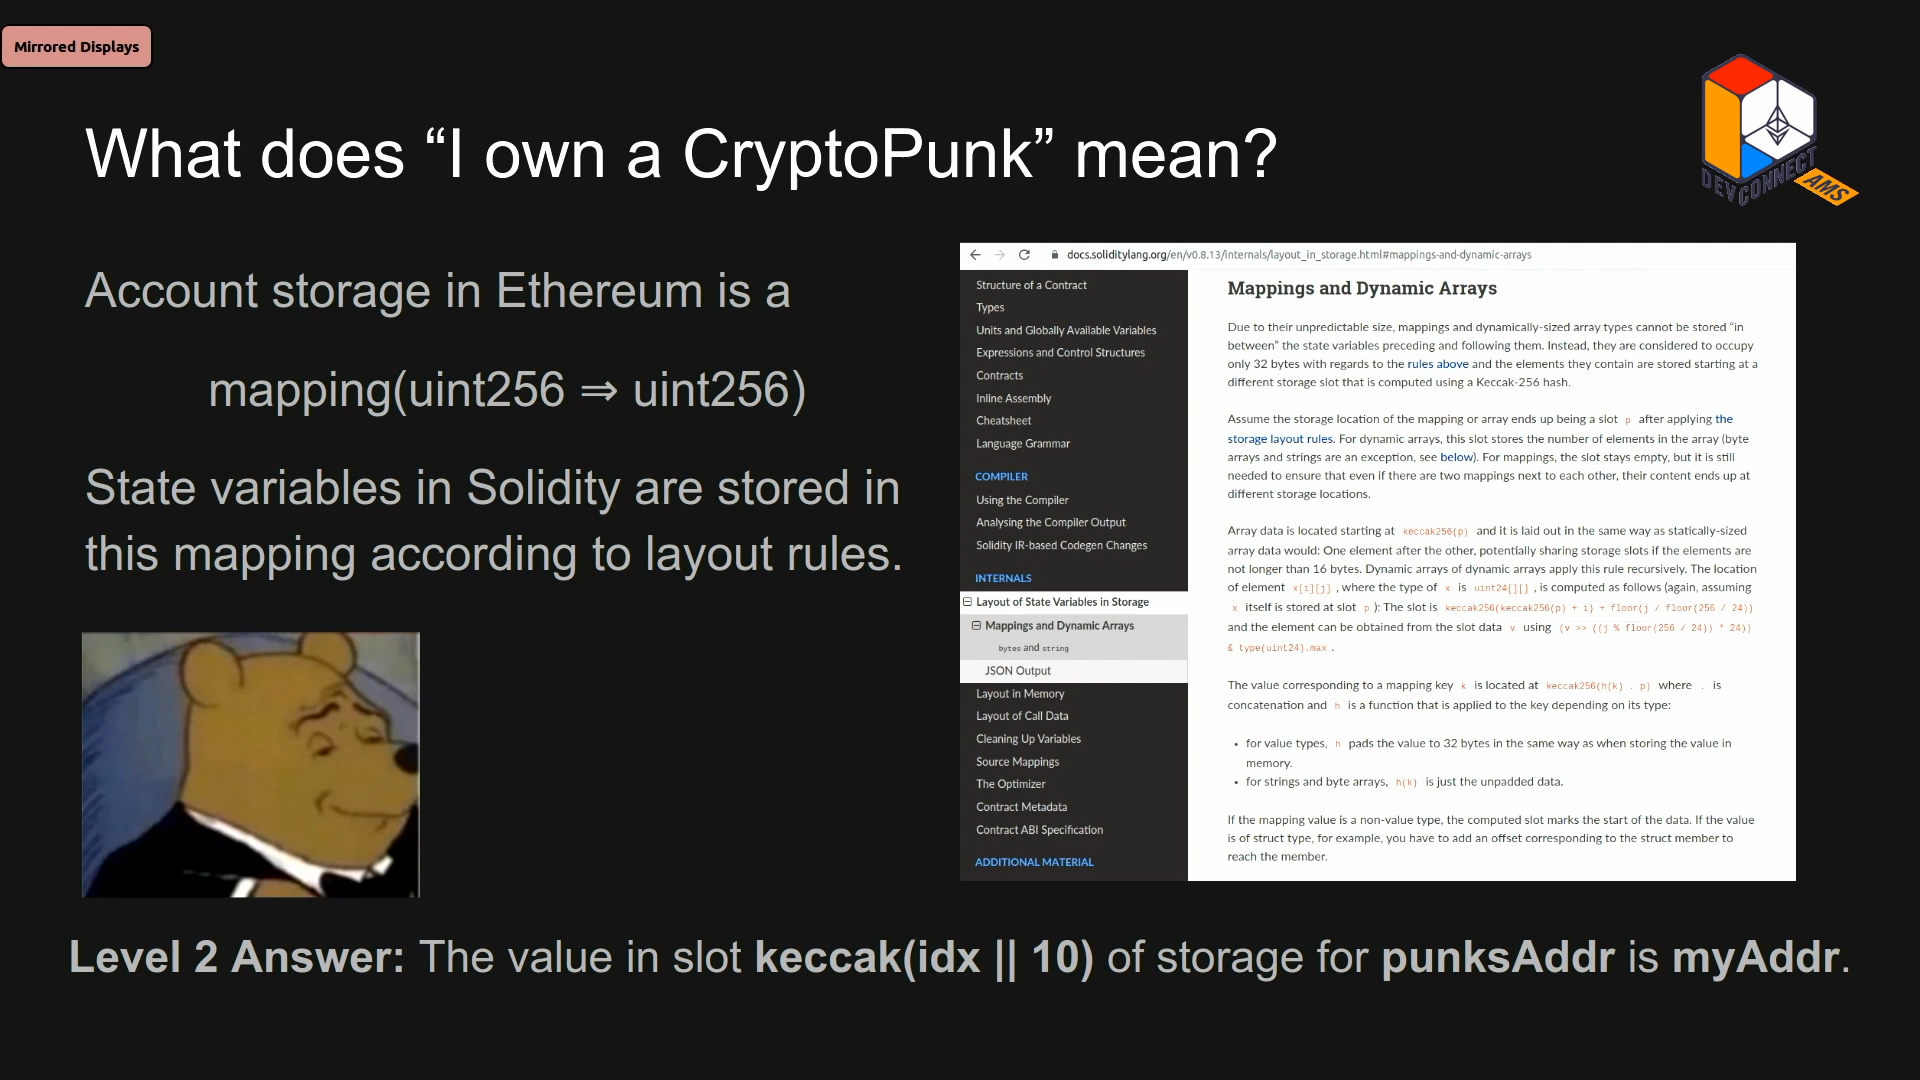 Mirrored Displays
DEVCONNECT
AMS
What does “I own a CryptoPunk” mean?
Account storage in Ethereum is a
mapping(uint256 ⇒ uint256)
State variables in Solidity are stored in
this mapping according to layout rules.
docs.soliditylang.org/en/v0.8.13/internals/layout_in_storage.html#mappings-and-dynamic-arrays
Structure of a Contract
Types
Units and Globally Available Variables
Expressions and Control Structures
Contracts
Inline Assembly
Cheatsheet
Language Grammar
COMPILER
Using the Compiler
Analysing the Compiler Output
Solidity IR-based Codegen Changes
INTERNALS
Layout of State Variables in Storage
Mappings and Dynamic Arrays
bytes and string
JSON Output
Layout in Memory
Layout of Call Data
Cleaning Up Variables
Source Mappings
The Optimizer
Contract Metadata
Contract ABI Specification
ADDITIONAL MATERIAL
Mappings and Dynamic Arrays
Due to their unpredictable size, mappings and dynamically-sized array types cannot be stored “in
between” the state variables preceding and following them. Instead, they are considered to occupy
only 32 bytes with regards to the rules above and the elements they contain are stored starting at a
different storage slot that is computed using a Keccak-256 hash.
Assume the storage location of the mapping or array ends up being a slot p after applying the
storage layout rules. For dynamic arrays, this slot stores the number of elements in the array (byte
arrays and strings are an exception, see below). For mappings, the slot stays empty, but it is still
needed to ensure that even if there are two mappings next to each other, their content ends up at
different storage locations.
Array data is located starting at keccak256(p) and it is laid out in the same way as statically-sized
array data would: One element after the other, potentially sharing storage slots if the elements are
not longer than 16 bytes. Dynamic arrays of dynamic arrays apply this rule recursively. The location
of element x[i][j], where the type of x is uint24[][], is computed as follows (again, assuming
x itself is stored at slot p): The slot is keccak256(keccak256(p) + i) + floor(j / floor(256 / 24))
and the element can be obtained from the slot data v using (v >> ((j % floor(256 / 24)) * 24))
& type(uint24).max.
The value corresponding to a mapping key k is located at keccak256(h(k) . p) where . is
concatenation and h is a function that is applied to the key depending on its type:
• for value types, h pads the value to 32 bytes in the same way as when storing the value in
memory.
• for strings and byte arrays, h(k) is just the unpadded data.
If the mapping value is a non-value type, the computed slot marks the start of the data. If the value
is of struct type, for example, you have to add an offset corresponding to the struct member to
reach the member.
Level 2 Answer: The value in slot keccak(idx || 10) of storage for punksAddr is myAddr.